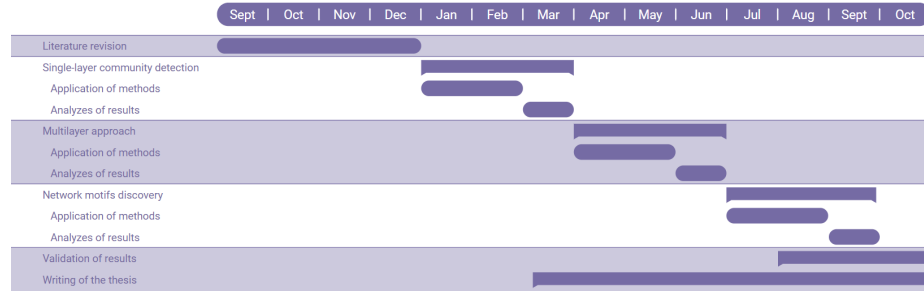 Sept | Oct | Nov | Dec | Jan | Feb | Mar | Apr | May | Jun | Jul | Aug | Sept | Oct
Literature revision
Single-layer community detection
Application of methods
Analyzes of results
Multilayer approach
Application of methods
Analyzes of results
Network motifs discovery
Application of methods
Analyzes of results
Validation of results
Writing of the thesis